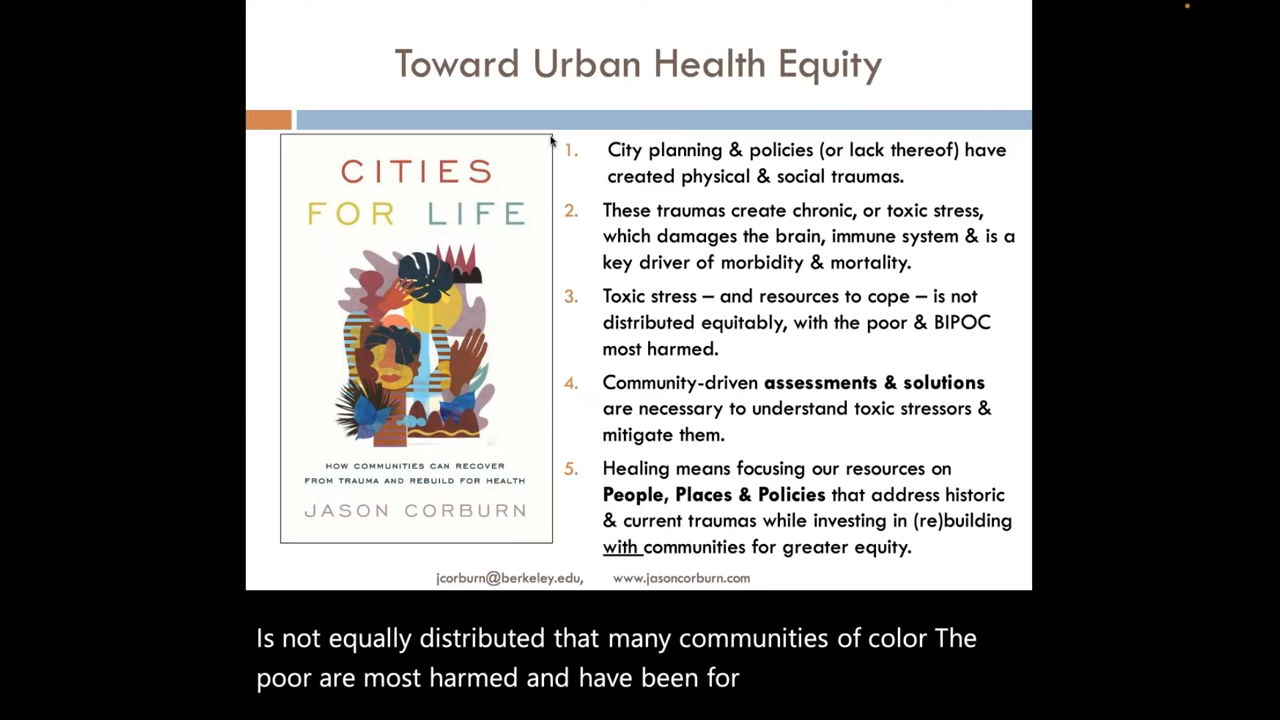 Toward Urban Health Equity
CITIES
FOR LIFE
HOW COMMUNITIES CAN RECOVER
FROM TRAUMA AND REBUILD FOR HEALTH
JASON CORBURN
1. City planning & policies (or lack thereof) have
created physical & social traumas.
2. These traumas create chronic, or toxic stress,
which damages the brain, immune system & is a
key driver of morbidity & mortality.
3. Toxic stress – and resources to cope – is not
distributed equitably, with the poor & BIPOC
most harmed.
4. Community-driven assessments & solutions
are necessary to understand toxic stressors &
mitigate them.
5. Healing means focusing our resources on
People, Places & Policies that address historic
& current traumas while investing in (re)building
with communities for greater equity.
jcorburn@berkeley.edu, www.jasoncorburn.com
Is not equally distributed that many communities of color The
poor are most harmed and have been for